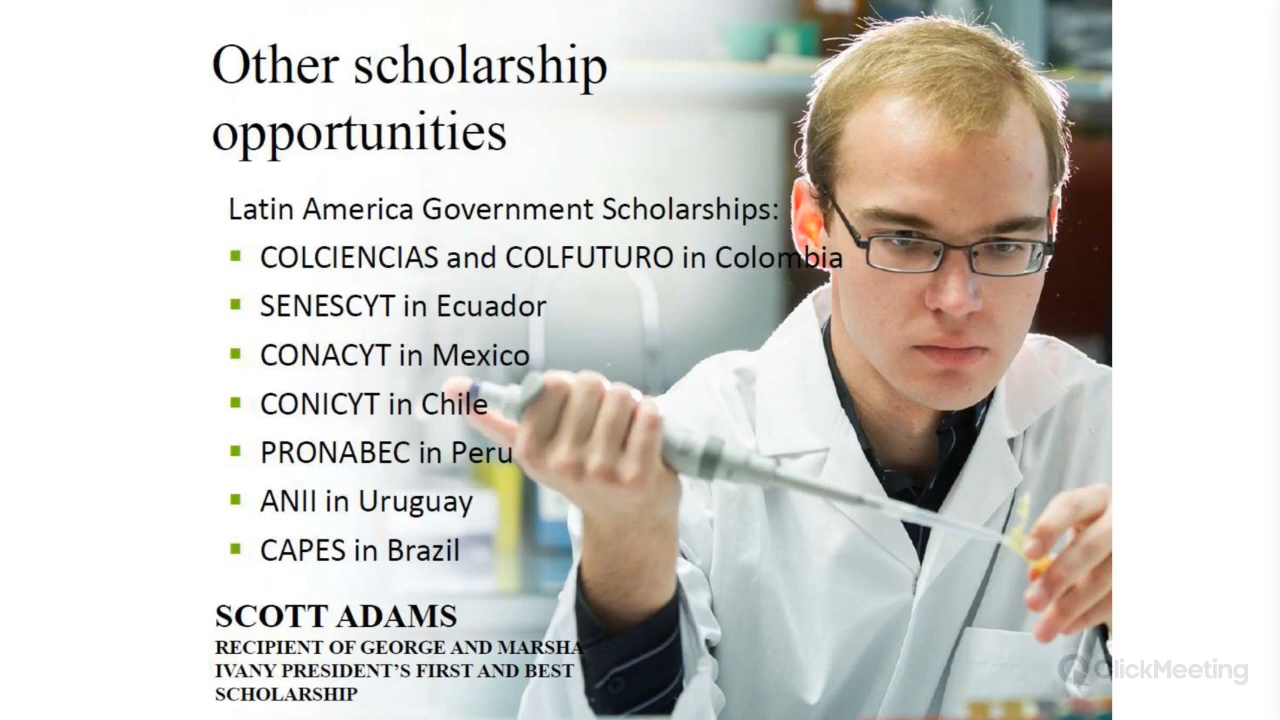 Other scholarship
opportunities
Latin America Government Scholarships:
▪ COLCIENCIAS and COLFUTURO in Colombia
▪ SENESCYT in Ecuador
▪ CONACYT in Mexico
▪ CONICYT in Chile
▪ PRONABEC in Peru
▪ ANII in Uruguay
▪ CAPES in Brazil
SCOTT ADAMS
RECIPIENT OF GEORGE AND MARSHA
IVANY PRESIDENT’S FIRST AND BEST
SCHOLARSHIP
ClickMeeting